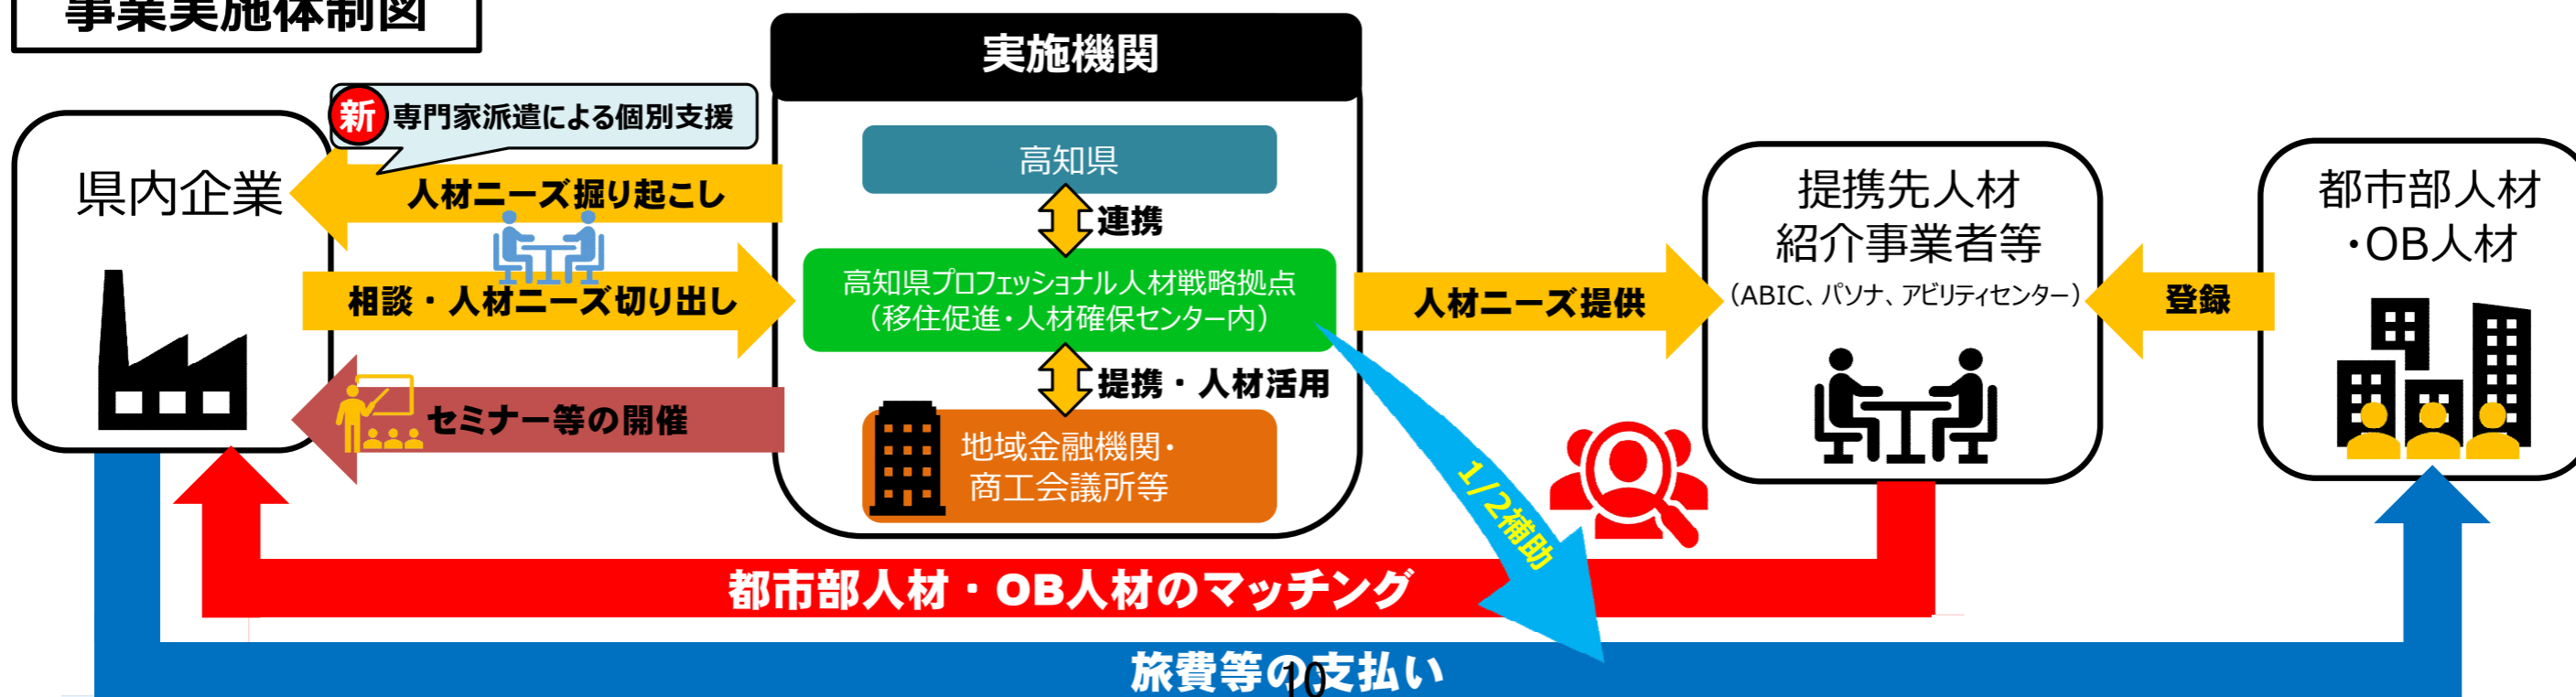 事業実施体制図
実施機関
新 専門家派遣による個別支援
県内企業
人材ニーズ掘り起こし
相談・人材ニーズ切り出し
セミナー等の開催
高知県
連携
高知県プロフェッショナル人材戦略拠点
（移住促進・人材確保センター内）
提携・人材活用
地域金融機関・
商工会議所等
人材ニーズ提供
提携先人材
紹介事業者等
（ABIC、パソナ、アビリティセンター）
登録
都市部人材
・OB人材
1/2補助
都市部人材・OB人材のマッチング
旅費等の支払い
10